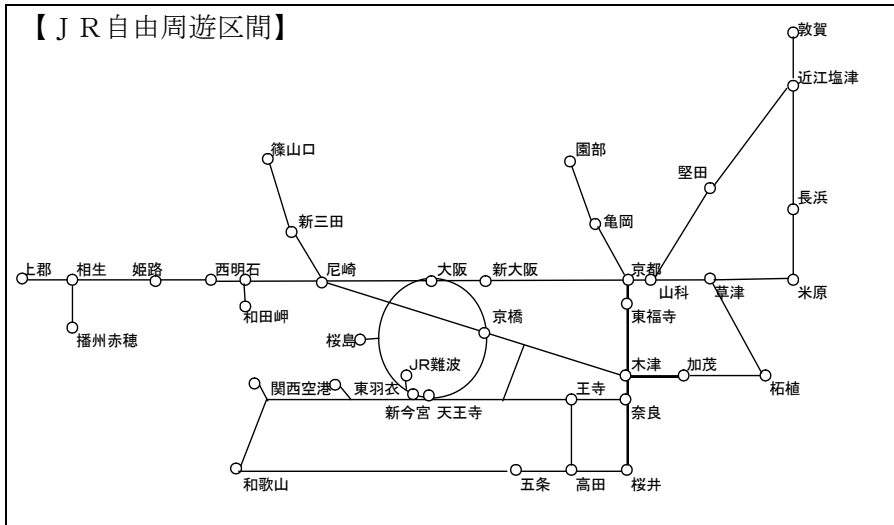 【ＪＲ自由周遊区間】
敦賀
近江塩津
篠山口
園部
堅田
長浜
新三田
亀岡
上郡
相生
姫路
西明石
尼崎
大阪
新大阪
京都
山科
草津
米原
和田岬
東福寺
播州赤穂
桜島
京橋
JR難波
木津
加茂
柘植
関西空港
東羽衣
新今宮
天王寺
王寺
奈良
和歌山
五条
高田
桜井